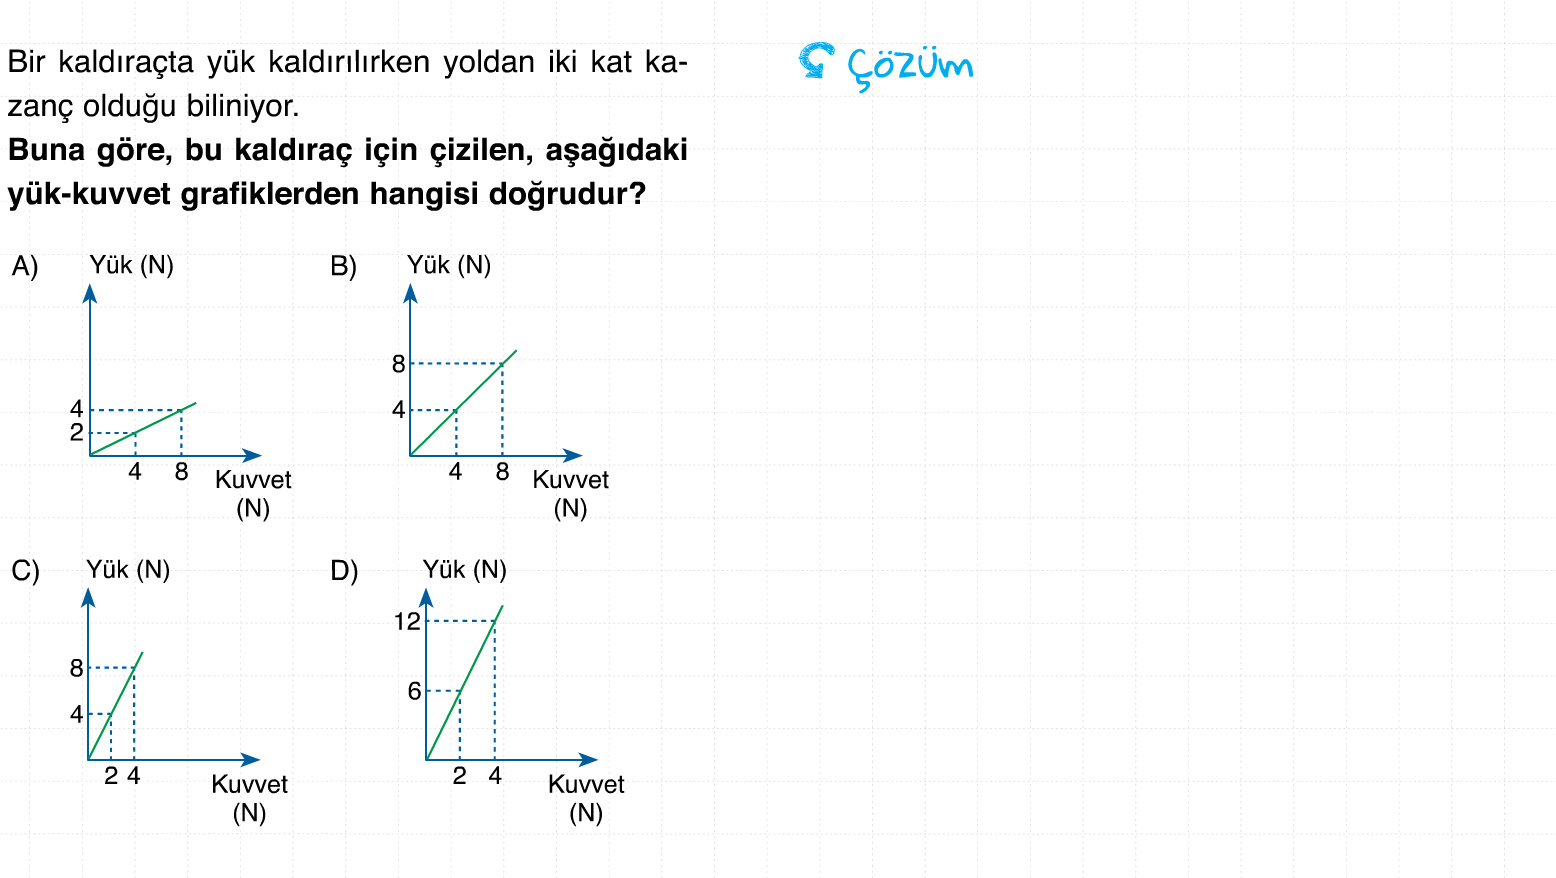 Bir kaldıraçta yük kaldırılırken yoldan iki kat ka-
zanç olduğu biliniyor.
Buna göre, bu kaldıraç için çizilen, aşağıdaki
yük-kuvvet grafiklerden hangisi doğrudur?
A)
Yük (N)
4
2
4 8
Kuvvet
(N)
B)
Yük (N)
8
4
4 8
Kuvvet
(N)
C)
Yük (N)
8
4
2 4
Kuvvet
(N)
D)
Yük (N)
12
6
2 4
Kuvvet
(N)
Çözüm